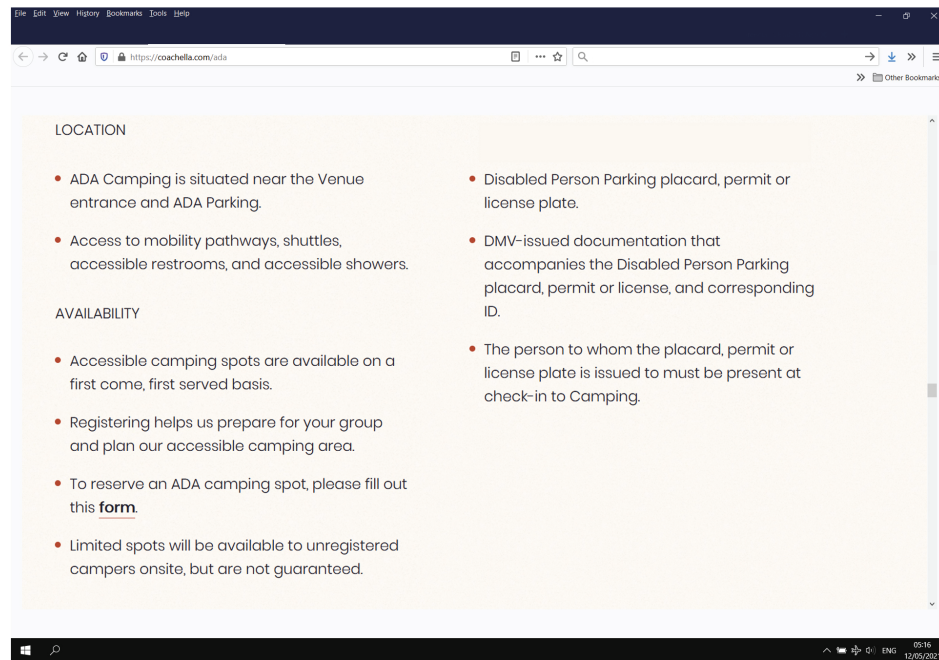 File Edit View History Bookmarks Tools Help
https://coachella.com/ada
Other Bookmarks
LOCATION
ADA Camping is situated near the Venue
entrance and ADA Parking.
Access to mobility pathways, shuttles,
accessible restrooms, and accessible showers.
AVAILABILITY
Accessible camping spots are available on a
first come, first served basis.
Registering helps us prepare for your group
and plan our accessible camping area.
To reserve an ADA camping spot, please fill out
this form.
Limited spots will be available to unregistered
campers onsite, but are not guaranteed.
Disabled Person Parking placard, permit or
license plate.
DMV-issued documentation that
accompanies the Disabled Person Parking
placard, permit or license, and corresponding
ID.
The person to whom the placard, permit or
license plate is issued to must be present at
check-in to Camping.
ENG
05:16
12/05/2021